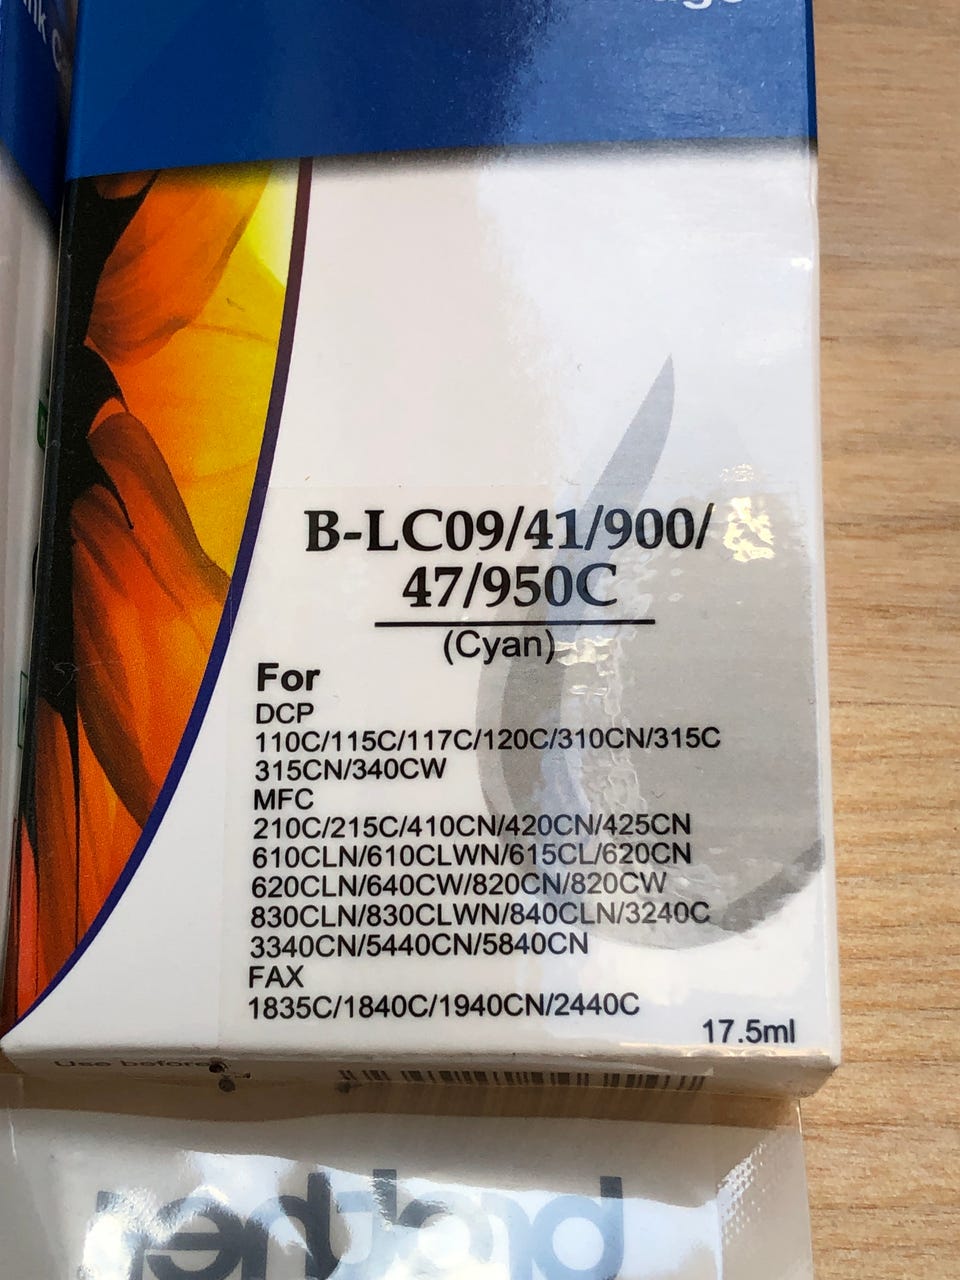 B-LC09/41/900/
47/950C
(Cyan)
For
DCP
110C/115C/117C/120C/310CN/315C
315CN/340CW
MFC
210C/215C/410CN/420CN/425CN
610CLN/610CLWN/615CL/620CN
620CLN/640CW/820CN/820CW
830CLN/830CLWN/840CLN/3240C
3340CN/5440CN/5840CN
FAX
1835C/1840C/1940CN/2440C
17.5ml
Use before